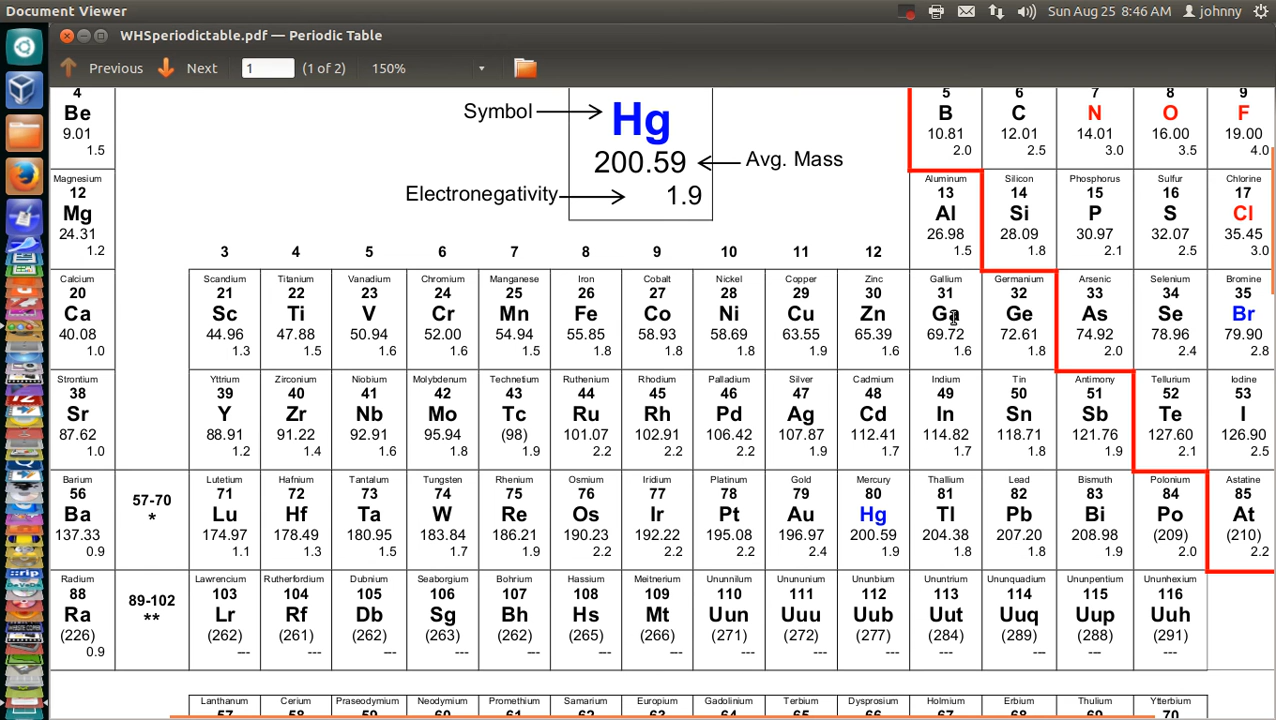 Document Viewer
Sun Aug 25 8:46 AM johnny
WHSperiodictable.pdf — Periodic Table
Previous Next 1 (1 of 2) 150%
4 5 6 7 8 9
Be Symbol Hg B C N O F
9.01 10.81 12.01 14.01 16.00 19.00
1.5 200.59 Avg. Mass 2.0 2.5 3.0 3.5 4.0
Magnesium Electronegativity 1.9 Aluminum Silicon Phosphorus Sulfur Chlorine
12 13 14 15 16 17
Mg Al Si P S Cl
24.31 26.98 28.09 30.97 32.07 35.45
1.2 3 4 5 6 7 8 9 10 11 12 1.5 1.8 2.1 2.5 3.0
Calcium Scandium Titanium Vanadium Chromium Manganese Iron Cobalt Nickel Copper Zinc Gallium Germanium Arsenic Selenium Bromine
20 21 22 23 24 25 26 27 28 29 30 31 32 33 34 35
Ca Sc Ti V Cr Mn Fe Co Ni Cu Zn Ga Ge As Se Br
40.08 44.96 47.88 50.94 52.00 54.94 55.85 58.93 58.69 63.55 65.39 69.72 72.61 74.92 78.96 79.90
1.0 1.3 1.5 1.6 1.6 1.5 1.8 1.8 1.8 1.9 1.6 1.6 1.8 2.0 2.4 2.8
Strontium Yttrium Zirconium Niobium Molybdenum Technetium Ruthenium Rhodium Palladium Silver Cadmium Indium Tin Antimony Tellurium Iodine
38 39 40 41 42 43 44 45 46 47 48 49 50 51 52 53
Sr Y Zr Nb Mo Tc Ru Rh Pd Ag Cd In Sn Sb Te I
87.62 88.91 91.22 92.91 95.94 (98) 101.07 102.91 106.42 107.87 112.41 114.82 118.71 121.76 127.60 126.90
1.0 1.2 1.4 1.6 1.8 1.9 2.2 2.2 2.2 1.9 1.7 1.7 1.8 1.9 2.1 2.5
Barium Lutetium Hafnium Tantalum Tungsten Rhenium Osmium Iridium Platinum Gold Mercury Thallium Lead Bismuth Polonium Astatine
56 57-70 71 72 73 74 75 76 77 78 79 80 81 82 83 84 85
Ba * Lu Hf Ta W Re Os Ir Pt Au Hg Tl Pb Bi Po At
137.33 174.97 178.49 180.95 183.84 186.21 190.23 192.22 195.08 196.97 200.59 204.38 207.20 208.98 (209) (210)
0.9 1.1 1.3 1.5 1.7 1.9 2.2 2.2 2.2 2.4 1.9 1.8 1.8 1.9 2.0 2.2
Radium Lawrencium Rutherfordium Dubnium Seaborgium Bohrium Hassium Meitnerium Ununnilium Unununium Ununbium Ununtrium Ununquadium Ununpentium Ununhexium
88 89-102 103 104 105 106 107 108 109 110 111 112 113 114 115 116
Ra ** Lr Rf Db Sg Bh Hs Mt Uun Uuu Uub Uut Uuq Uup Uuh
(226) (262) (261) (262) (263) (262) (265) (266) (271) (272) (277) (284) (289) (288) (291)
0.9 --- --- --- --- --- --- --- --- --- --- --- --- --- ---
Lanthanum Cerium Praseodymium Neodymium Promethium Samarium Europium Gadolinium Terbium Dysprosium Holmium Erbium Thulium Ytterbium
57 58 59 60 61 62 63 64 65 66 67 68 69 70